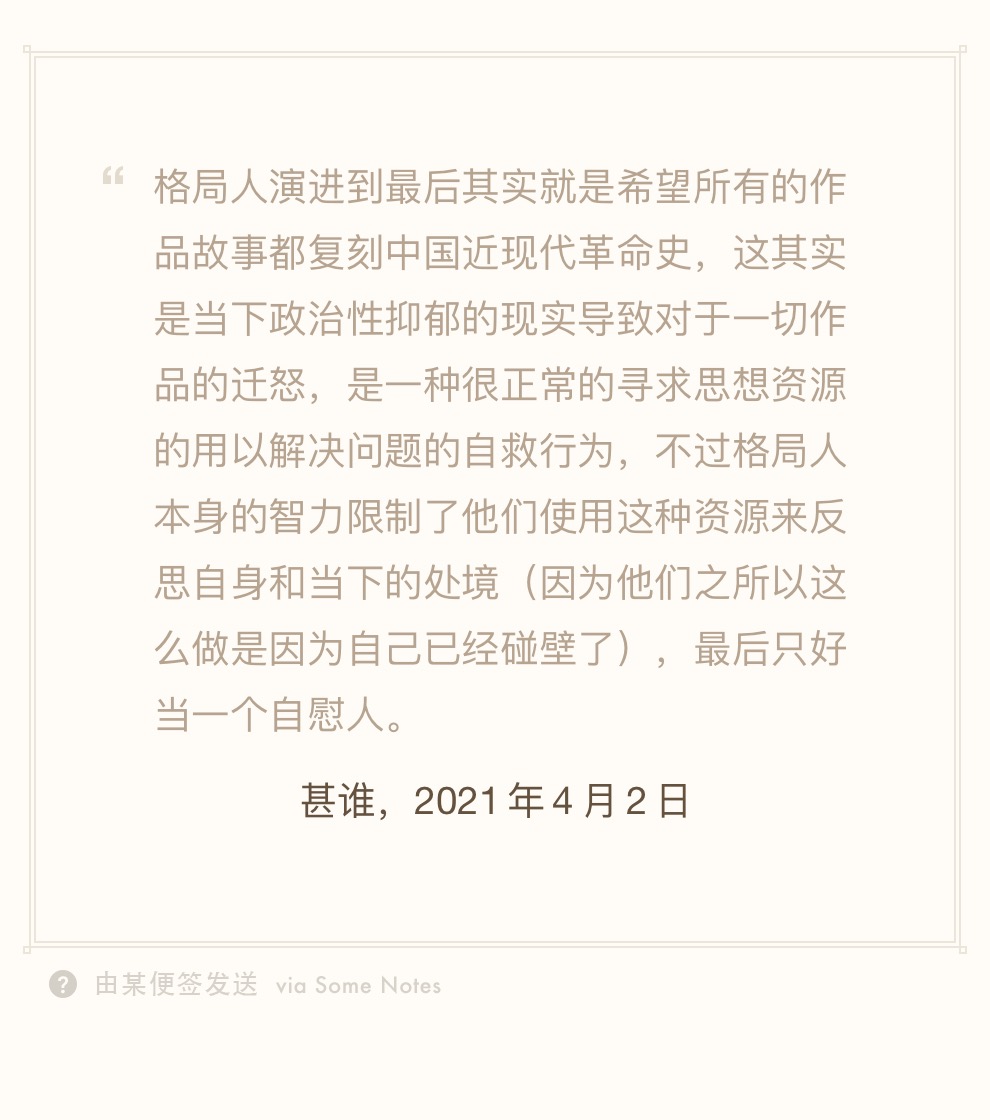 “ 格局人演进到最后其实就是希望所有的作
品故事都复刻中国近现代革命史，这其实
是当下政治性抑郁的现实导致对于一切作
品的迁怒，是一种很正常的寻求思想资源
的用以解决问题的自救行为，不过格局人
本身的智力限制了他们使用这种资源来反
思自身和当下的处境（因为他们之所以这
么做是因为自己已经碰壁了），最后只好
当一个自慰人。
甚谁，2021 年 4 月 2 日
? 由某便签发送 via Some Notes